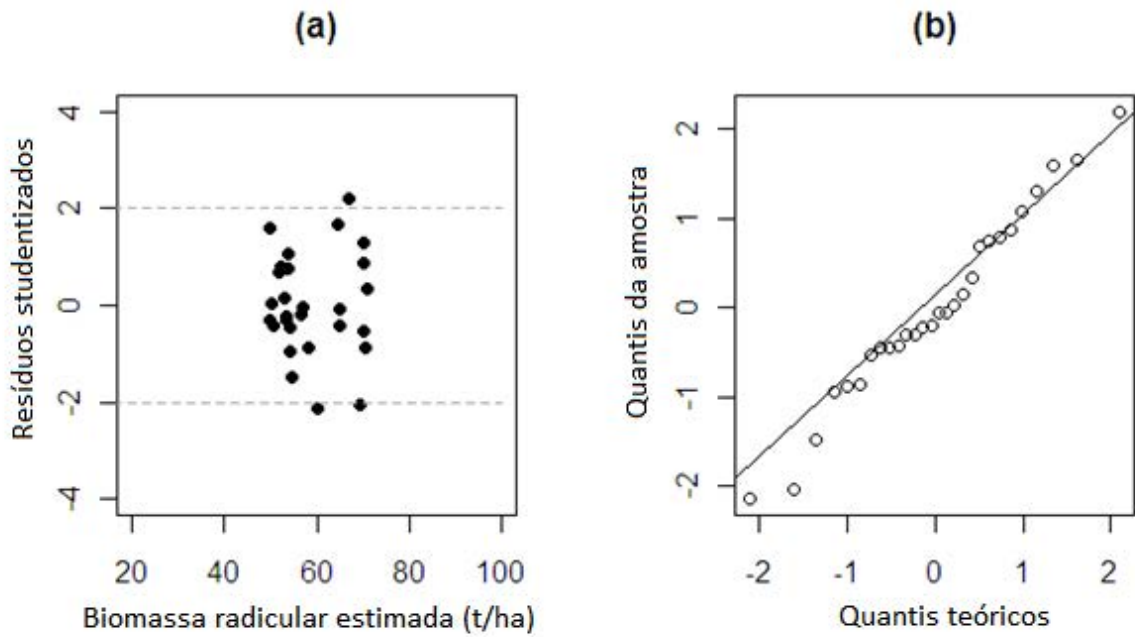 (a)
(b)
Resíduos studentizados
4
2
0
-2
-4
20 40 60 80 100
Biomassa radicular estimada (t/ha)
Quantis da amostra
2
1
0
-1
-2
-2 -1 0 1 2
Quantis teóricos